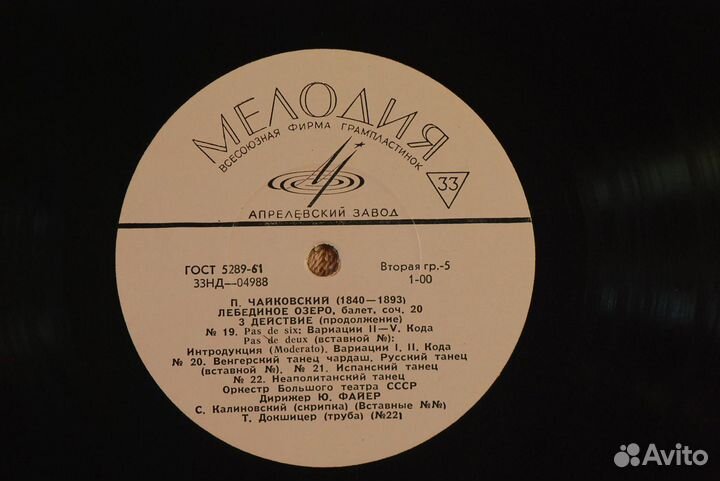 МЕЛОДИЯ
ВСЕСОЮЗНАЯ ФИРМА ГРАМПЛАСТИНОК
33
АПРЕЛЕВСКИЙ ЗАВОД
ГОСТ 5289-61
Вторая гр.-5
33НД—04988
1-00
П. ЧАЙКОВСКИЙ (1840—1893)
ЛЕБЕДИНОЕ ОЗЕРО, балет, соч. 20
3 ДЕЙСТВИЕ (продолжение)
№ 19. Pas de six; Вариации II—V. Кода
Pas de deux (вставной №);
Интродукция (Moderato). Вариации I, II. Кода
№ 20. Венгерский танец чардаш. Русский танец
(вставной №), № 21. Испанский танец
№ 22. Неаполитанский танец
Оркестр Большого театра СССР
Дирижер Ю. ФАЙЕР
С. Калиновский (скрипка) (Вставные №№)
Т. Докшицер (труба) (№22)
Avito